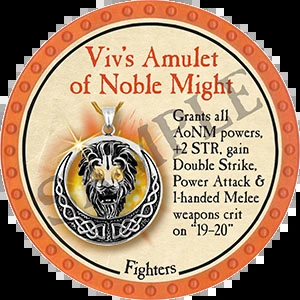 Viv's Amulet
of Noble Might
Grants all
AoNM powers,
+2 STR, gain
Double Strike,
Power Attack &
1-handed Melee
weapons crit
on "19-20"
Fighters
SAMPLE